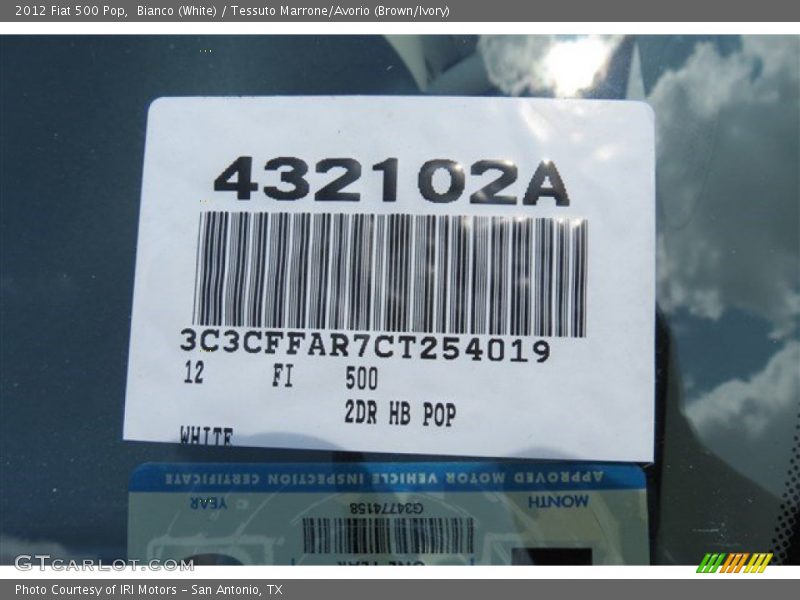 2012 Fiat 500 Pop, Bianco (White) / Tessuto Marrone/Avorio (Brown/Ivory)
432102A
3C3CFFAR7CT254019
12 FI 500
2DR HB POP
WHITE
APPROVED MOTOR VEHICLE INSPECTION CERTIFICATE
YEAR MONTH
G34774158
ONE YEAR
GTcarlot.com
Photo Courtesy of IRI Motors - San Antonio, TX